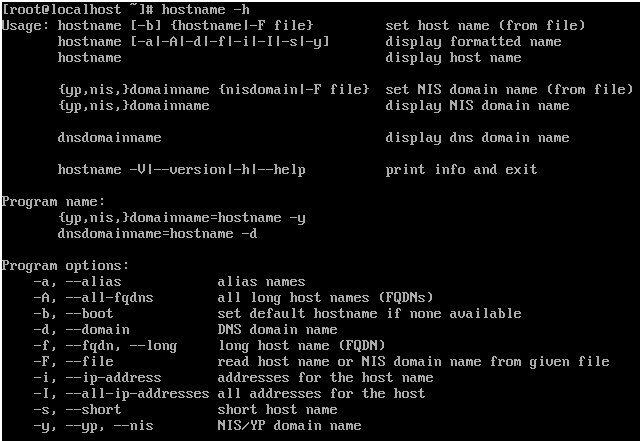 [root@localhost ~]# hostname -h
Usage: hostname [-b] {hostname|-F file}         set host name (from file)
       hostname [-a|-A|-d|-f|-i|-I|-s|-y]       display formatted name
       hostname                                 display host name

       {yp,nis,}domainname {nisdomain|-F file}  set NIS domain name (from file)
       {yp,nis,}domainname                      display NIS domain name

       dnsdomainname                            display dns domain name

       hostname -V|--version|-h|--help          print info and exit

Program name:
       {yp,nis,}domainname=hostname -y
       dnsdomainname=hostname -d

Program options:
    -a, --alias            alias names
    -A, --all-fqdns        all long host names (FQDNs)
    -b, --boot             set default hostname if none available
    -d, --domain           DNS domain name
    -f, --fqdn, --long     long host name (FQDN)
    -F, --file             read host name or NIS domain name from given file
    -i, --ip-address       addresses for the host name
    -I, --all-ip-addresses all addresses for the host
    -s, --short            short host name
    -y, --yp, --nis        NIS/YP domain name